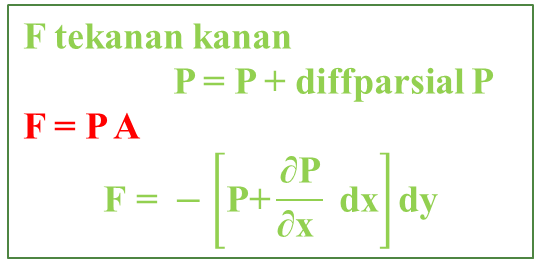 F tekanan kanan
P = P + diffparsial P
F = P A
F = − [P+ ∂P/∂x dx] dy